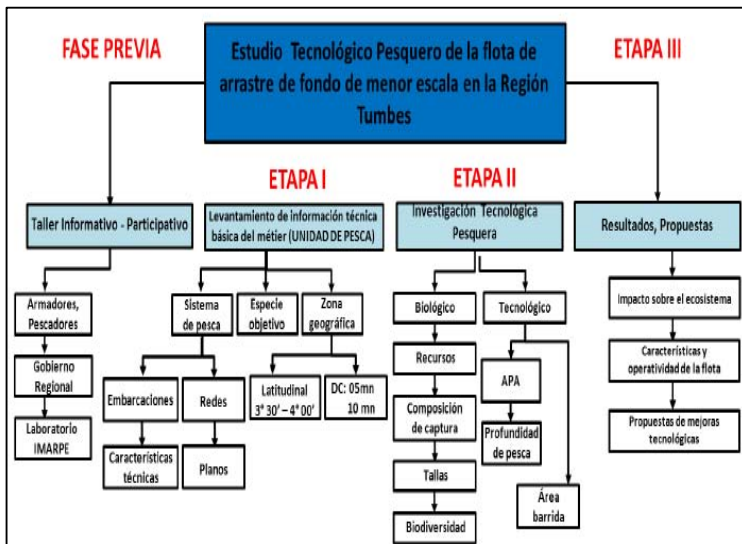 FASE PREVIA
Estudio Tecnológico Pesquero de la flota de
arrastre de fondo de menor escala en la Región
Tumbes
ETAPA III
ETAPA I
ETAPA II
Taller Informativo - Participativo
Levantamiento de información técnica
básica del métier (UNIDAD DE PESCA)
Investigación Tecnológica
Pesquera
Resultados, Propuestas
Armadores,
Pescadores
Gobierno
Regional
Laboratorio
IMARPE
Sistema
de pesca
Especie
objetivo
Zona
geográfica
Embarcaciones
Redes
Características
técnicas
Planos
Latitudinal
3° 30' – 4° 00'
DC: 05mn
10 mn
Biológico
Tecnológico
Recursos
Composición
de captura
Tallas
Biodiversidad
APA
Profundidad
de pesca
Área
barrida
Impacto sobre el ecosistema
Características y
operatividad de la flota
Propuestas de mejoras
tecnológicas